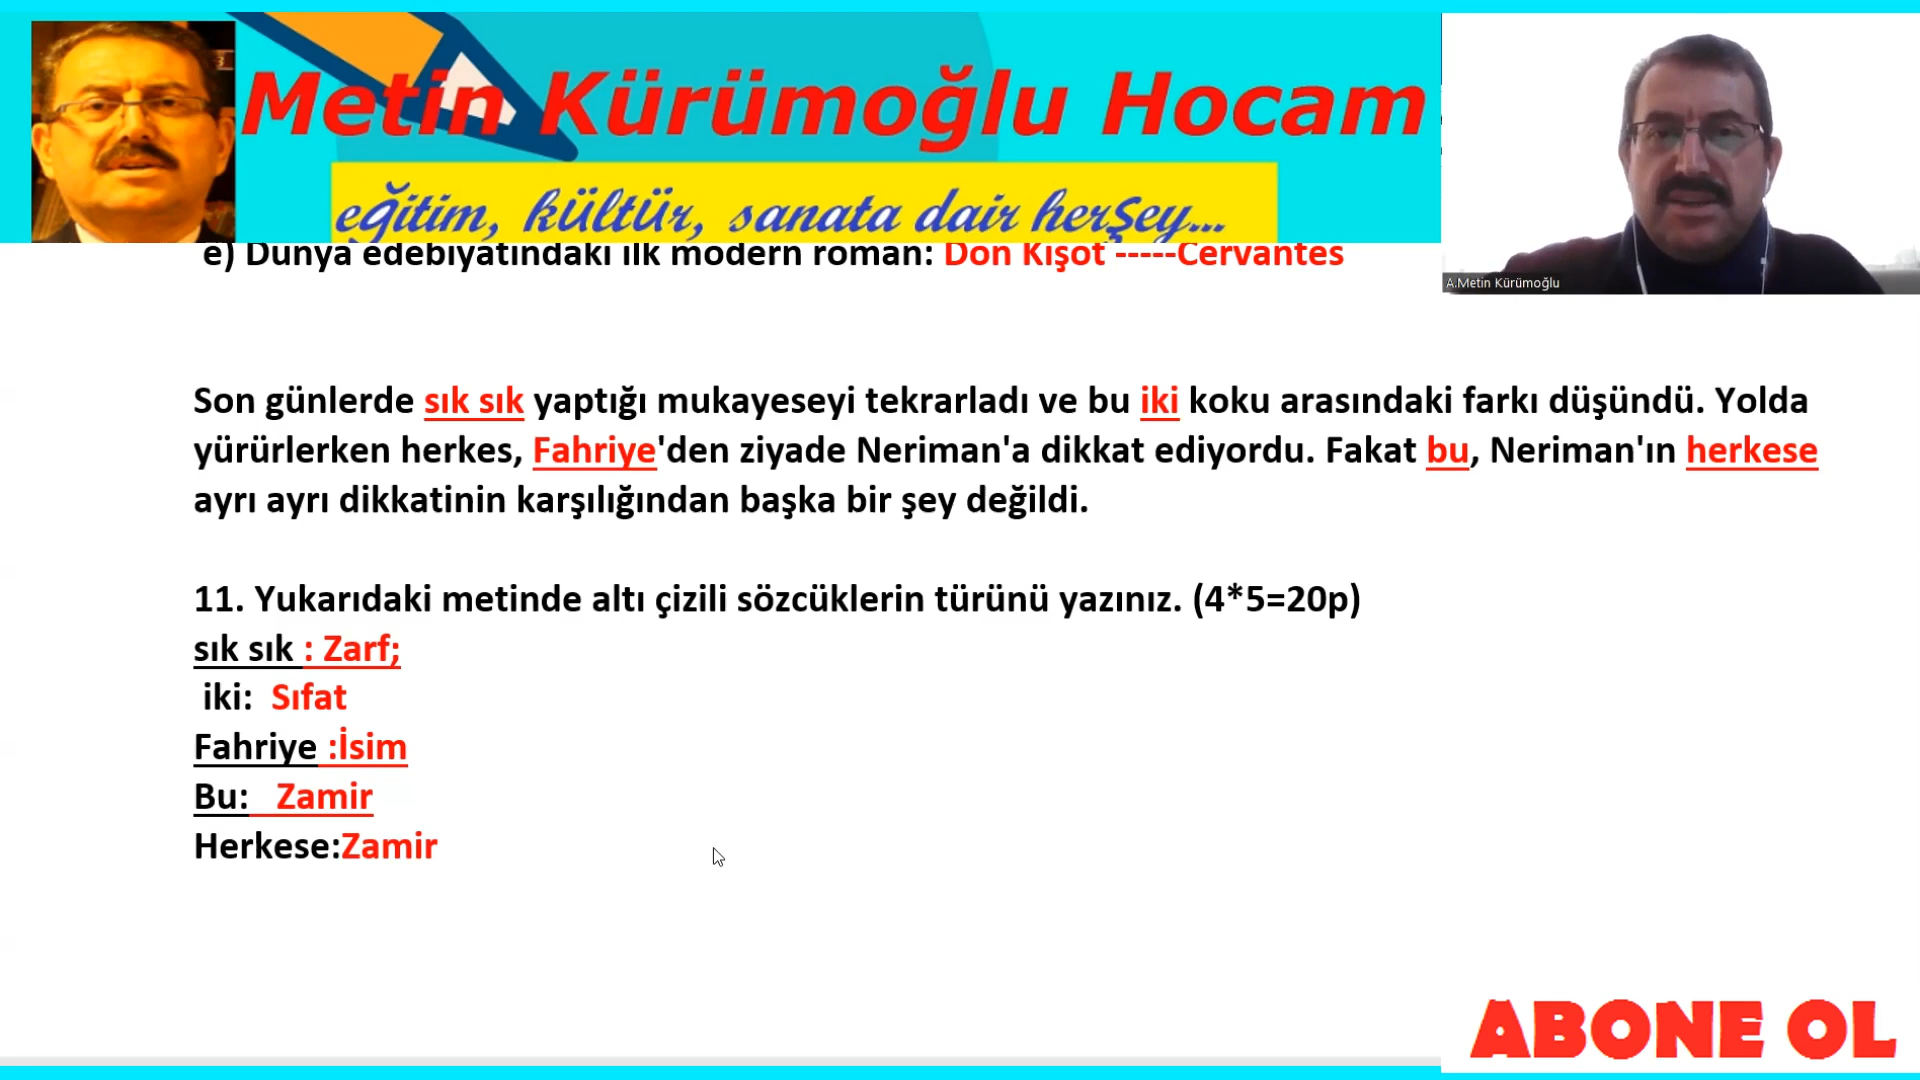 Metin Kürümoğlu Hocam
eğitim, kültür, sanata dair herşey...
A.Metin Kürümoğlu
e) Dünya edebiyatındaki ilk modern roman: Don Kişot -----Cervantes
Son günlerde sık sık yaptığı mukayeseyi tekrarladı ve bu iki koku arasındaki farkı düşündü. Yolda
yürürlerken herkes, Fahriye'den ziyade Neriman'a dikkat ediyordu. Fakat bu, Neriman'ın herkese
ayrı ayrı dikkatinin karşılığından başka bir şey değildi.
11. Yukarıdaki metinde altı çizili sözcüklerin türünü yazınız. (4*5=20p)
sık sık : Zarf;
iki: Sıfat
Fahriye :İsim
Bu: Zamir
Herkese:Zamir
ABONE OL